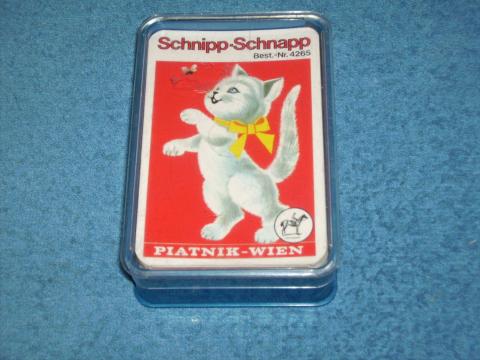 Schnipp-Schnapp
Best.-Nr. 4265
PIATNIK-WIEN